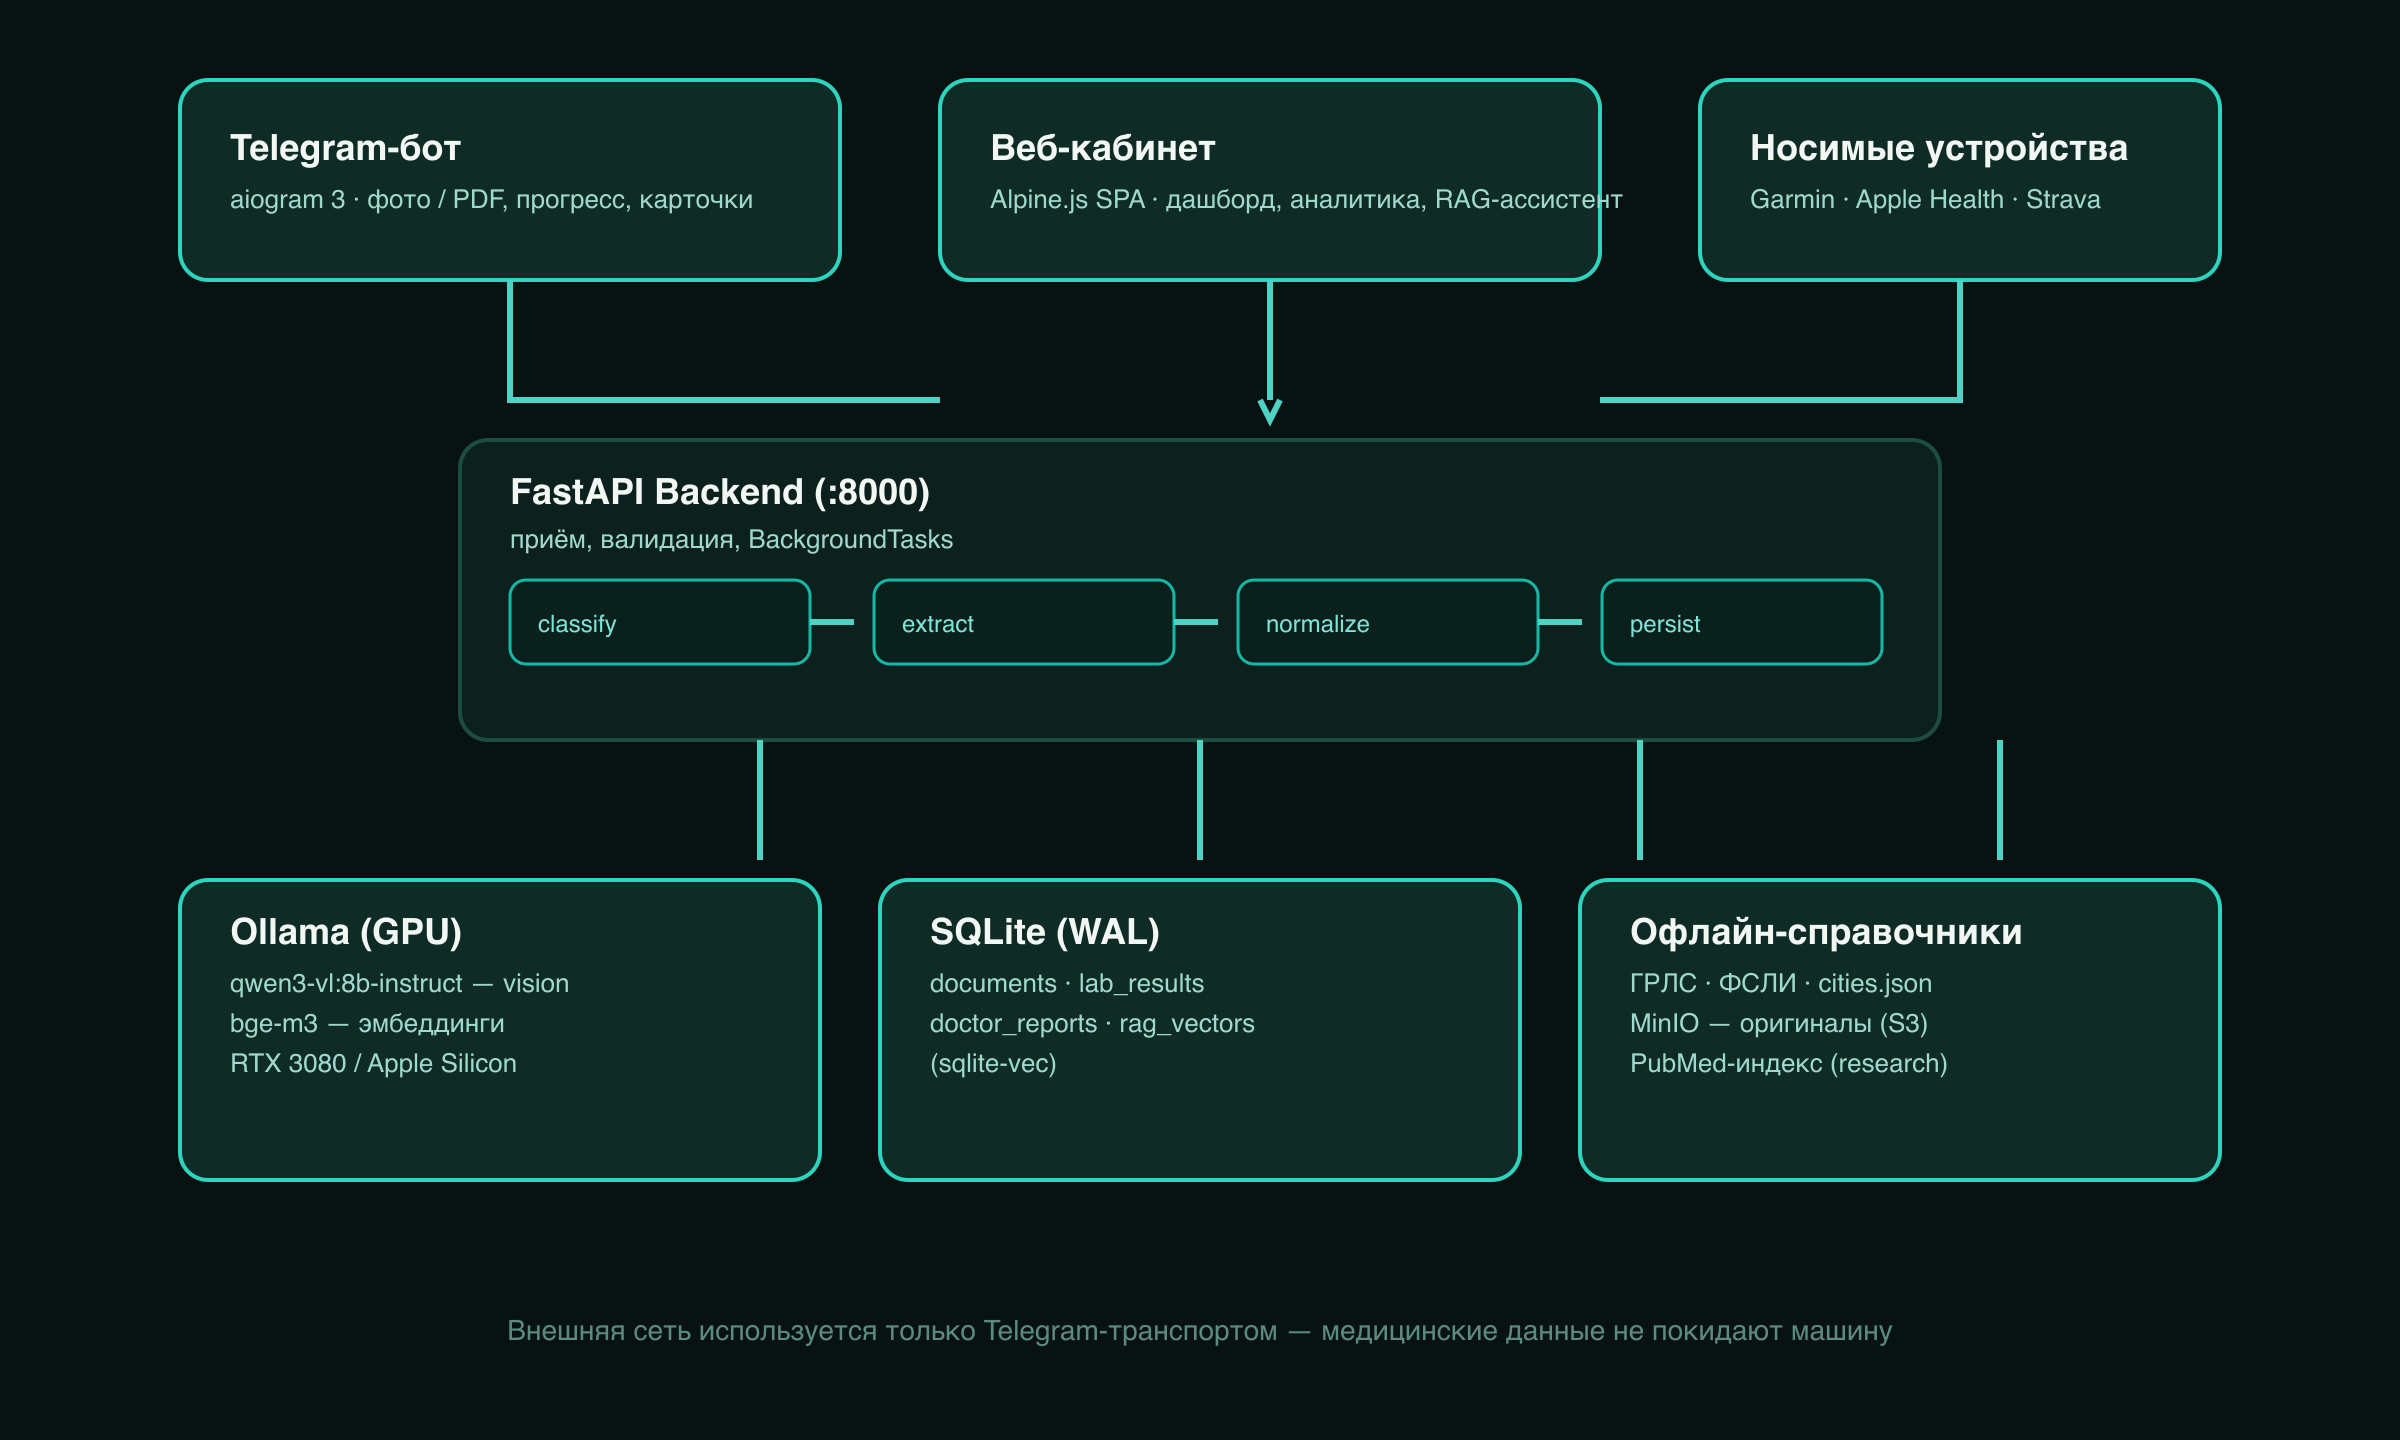 Telegram-бот
aiogram 3 · фото / PDF, прогресс, карточки
Веб-кабинет
Alpine.js SPA · дашборд, аналитика, RAG-ассистент
Носимые устройства
Garmin · Apple Health · Strava
FastAPI Backend (:8000)
приём, валидация, BackgroundTasks
classify
extract
normalize
persist
Ollama (GPU)
qwen3-vl:8b-instruct — vision
bge-m3 — эмбеддинги
RTX 3080 / Apple Silicon
SQLite (WAL)
documents · lab_results
doctor_reports · rag_vectors
(sqlite-vec)
Офлайн-справочники
ГРЛС · ФСЛИ · cities.json
MinIO — оригиналы (S3)
PubMed-индекс (research)
Внешняя сеть используется только Telegram-транспортом — медицинские данные не покидают машину